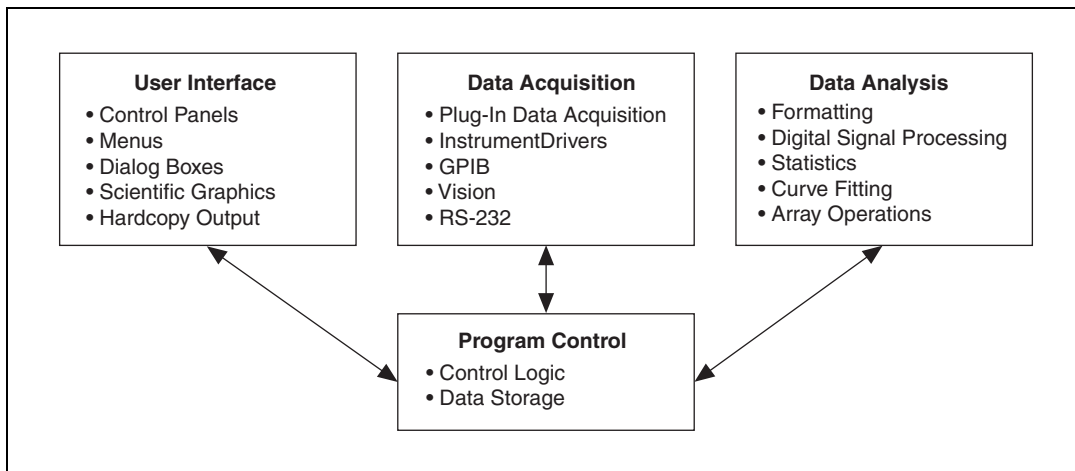 User Interface
• Control Panels
• Menus
• Dialog Boxes
• Scientific Graphics
• Hardcopy Output
Data Acquisition
• Plug-In Data Acquisition
• InstrumentDrivers
• GPIB
• Vision
• RS-232
Data Analysis
• Formatting
• Digital Signal Processing
• Statistics
• Curve Fitting
• Array Operations
Program Control
• Control Logic
• Data Storage